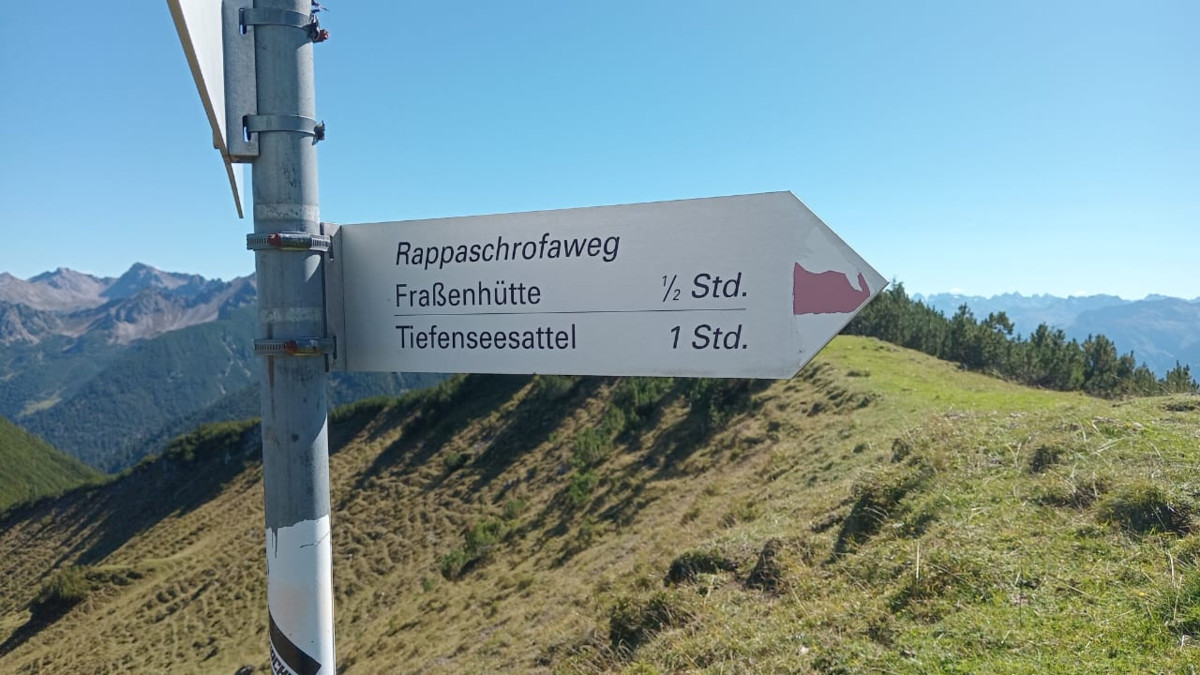 Rappaschrofaweg
Fraßenhütte ½ Std.
Tiefenseesattel 1 Std.